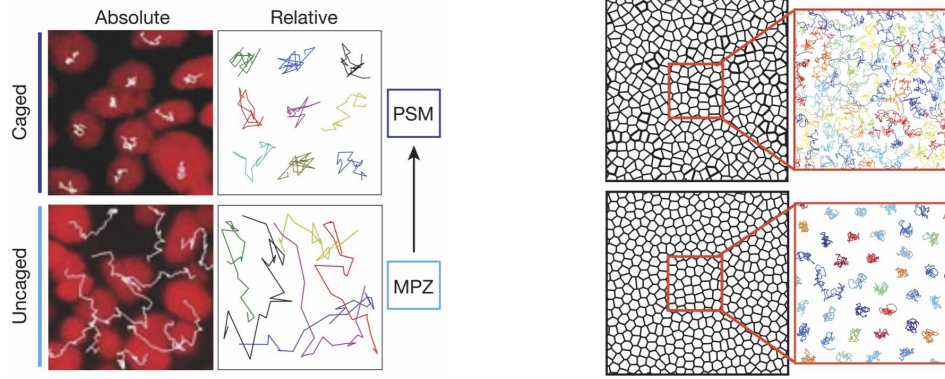 Absolute
Relative
Caged
PSM
Uncaged
MPZ